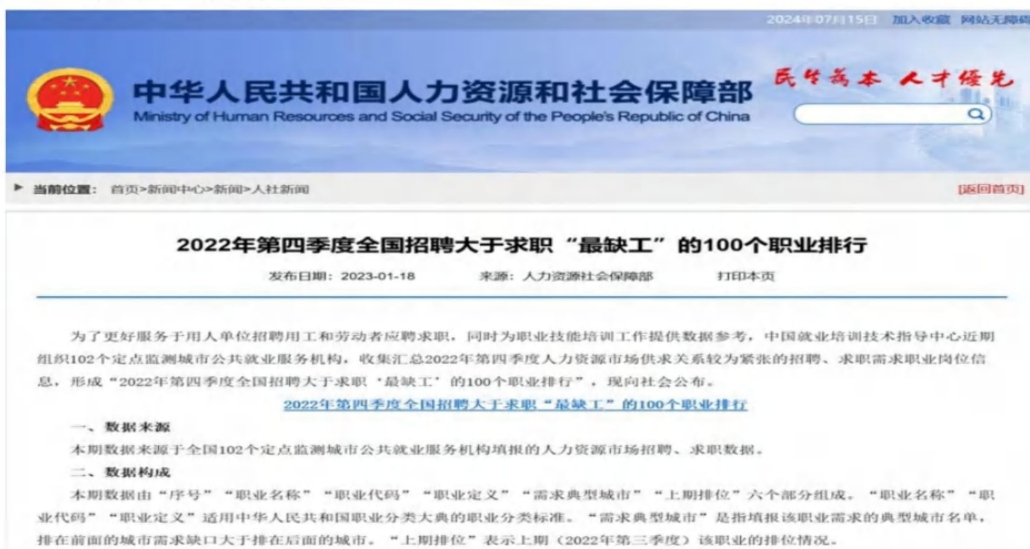 2024年07月15日 加入收藏 网站无障碍
中华人民共和国人力资源和社会保障部
Ministry of Human Resources and Social Security of the People's Republic of China
民生为本 人才优先
当前位置： 首页>新闻中心>新闻>人社新闻 [返回首页]
2022年第四季度全国招聘大于求职“最缺工”的100个职业排行
发布日期：2023-01-18 来源：人力资源社会保障部 打印本页
为了更好服务于用人单位招聘用工和劳动者应聘求职，同时为职业技能培训工作提供数据参考，中国就业培训技术指导中心近期
组织102个定点监测城市公共就业服务机构，收集汇总2022年第四季度人力资源市场供求关系较为紧张的招聘、求职需求职业岗位信
息，形成“2022年第四季度全国招聘大于求职‘最缺工’的100个职业排行”，现向社会公布。
2022年第四季度全国招聘大于求职“最缺工”的100个职业排行
一、数据来源
本期数据来源于全国102个定点监测城市公共就业服务机构填报的人力资源市场招聘、求职数据。
二、数据构成
本期数据由“序号”“职业名称”“职业代码”“职业定义”“需求典型城市”“上期排位”六个部分组成。“职业名称”“职
业代码”“职业定义”适用中华人民共和国职业分类大典的职业分类标准。“需求典型城市”是指填报该职业需求的典型城市名单，
排在前面的城市需求缺口大于排在后面的城市。“上期排位”表示上期（2022年第三季度）该职业的排位情况。